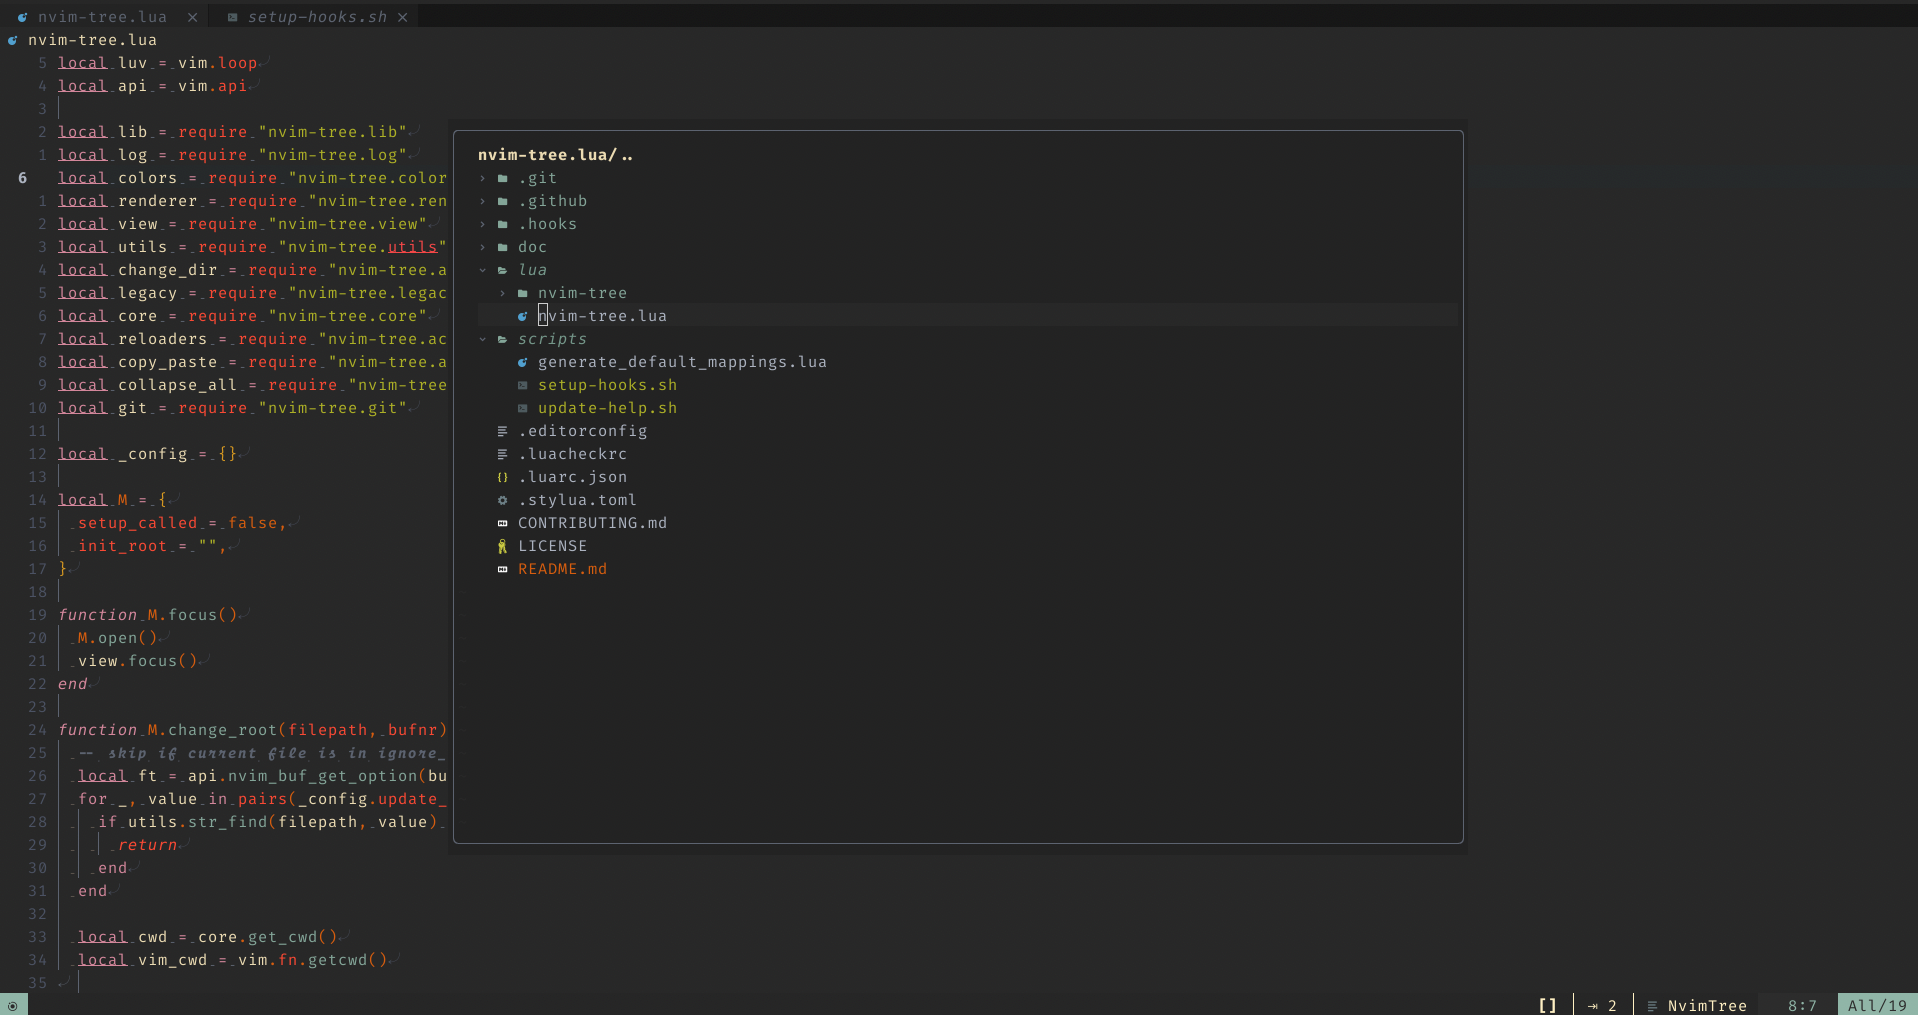 nvim-tree.lua × setup-hooks.sh ×
nvim-tree.lua
5 local luv = vim.loop
4 local api = vim.api
3
2 local lib = require "nvim-tree.lib"
1 local log = require "nvim-tree.log"
6 local colors = require "nvim-tree.color
1 local renderer = require "nvim-tree.ren
2 local view = require "nvim-tree.view"
3 local utils = require "nvim-tree.utils"
4 local change_dir = require "nvim-tree.a
5 local legacy = require "nvim-tree.legac
6 local core = require "nvim-tree.core"
7 local reloaders = require "nvim-tree.ac
8 local copy_paste = require "nvim-tree.a
9 local collapse_all = require "nvim-tree
10 local git = require "nvim-tree.git"
11
12 local _config = {}
13
14 local M = {
15 setup_called = false,
16 init_root = "",
17 }
18
19 function M.focus()
20 M.open()
21 view.focus()
22 end
23
24 function M.change_root(filepath, bufnr)
25 -- skip if current file is in ignore_
26 local ft = api.nvim_buf_get_option(bu
27 for _, value in pairs(_config.update_
28 if utils.str_find(filepath, value)
29 return
30 end
31 end
32
33 local cwd = core.get_cwd()
34 local vim_cwd = vim.fn.getcwd()
35
nvim-tree.lua/..
.git
.github
.hooks
doc
lua
nvim-tree
nvim-tree.lua
scripts
generate_default_mappings.lua
setup-hooks.sh
update-help.sh
.editorconfig
.luacheckrc
.luarc.json
.stylua.toml
CONTRIBUTING.md
LICENSE
README.md
[] ⇥ 2 NvimTree 8:7 All/19